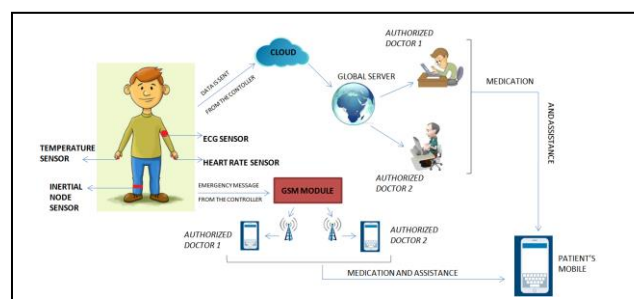 AUTHORIZED
DOCTOR 1
CLOUD
DATA IS SENT
FROM THE CONTOLLER
GLOBAL SERVER
MEDICATION
ANDASSISTANCE
ECG SENSOR
TEMPERATURE
SENSOR
HEART RATE SENSOR
AUTHORIZED
DOCTOR 2
INERTIAL
NODE
SENSOR
EMERGENCY MESSAGE
FROM THE CONTROLLER
GSM MODULE
AUTHORIZED
DOCTOR 1
AUTHORIZED
DOCTOR 2
MEDICATION AND ASSISTANCE
PATIENT'S
MOBILE